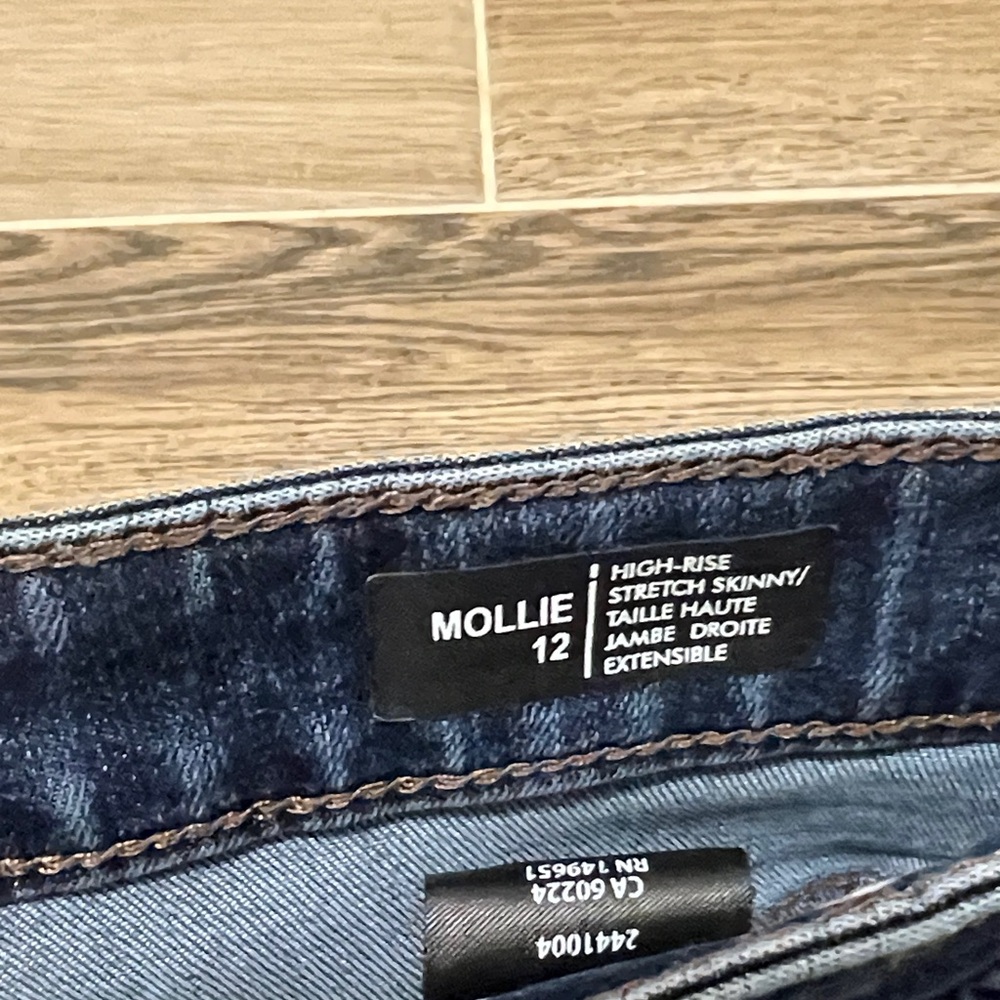 MOLLIE
12
HIGH-RISE
STRETCH SKINNY/
TAILLE HAUTE
JAMBE DROITE
EXTENSIBLE
2441004
CA 60224
RN 149651